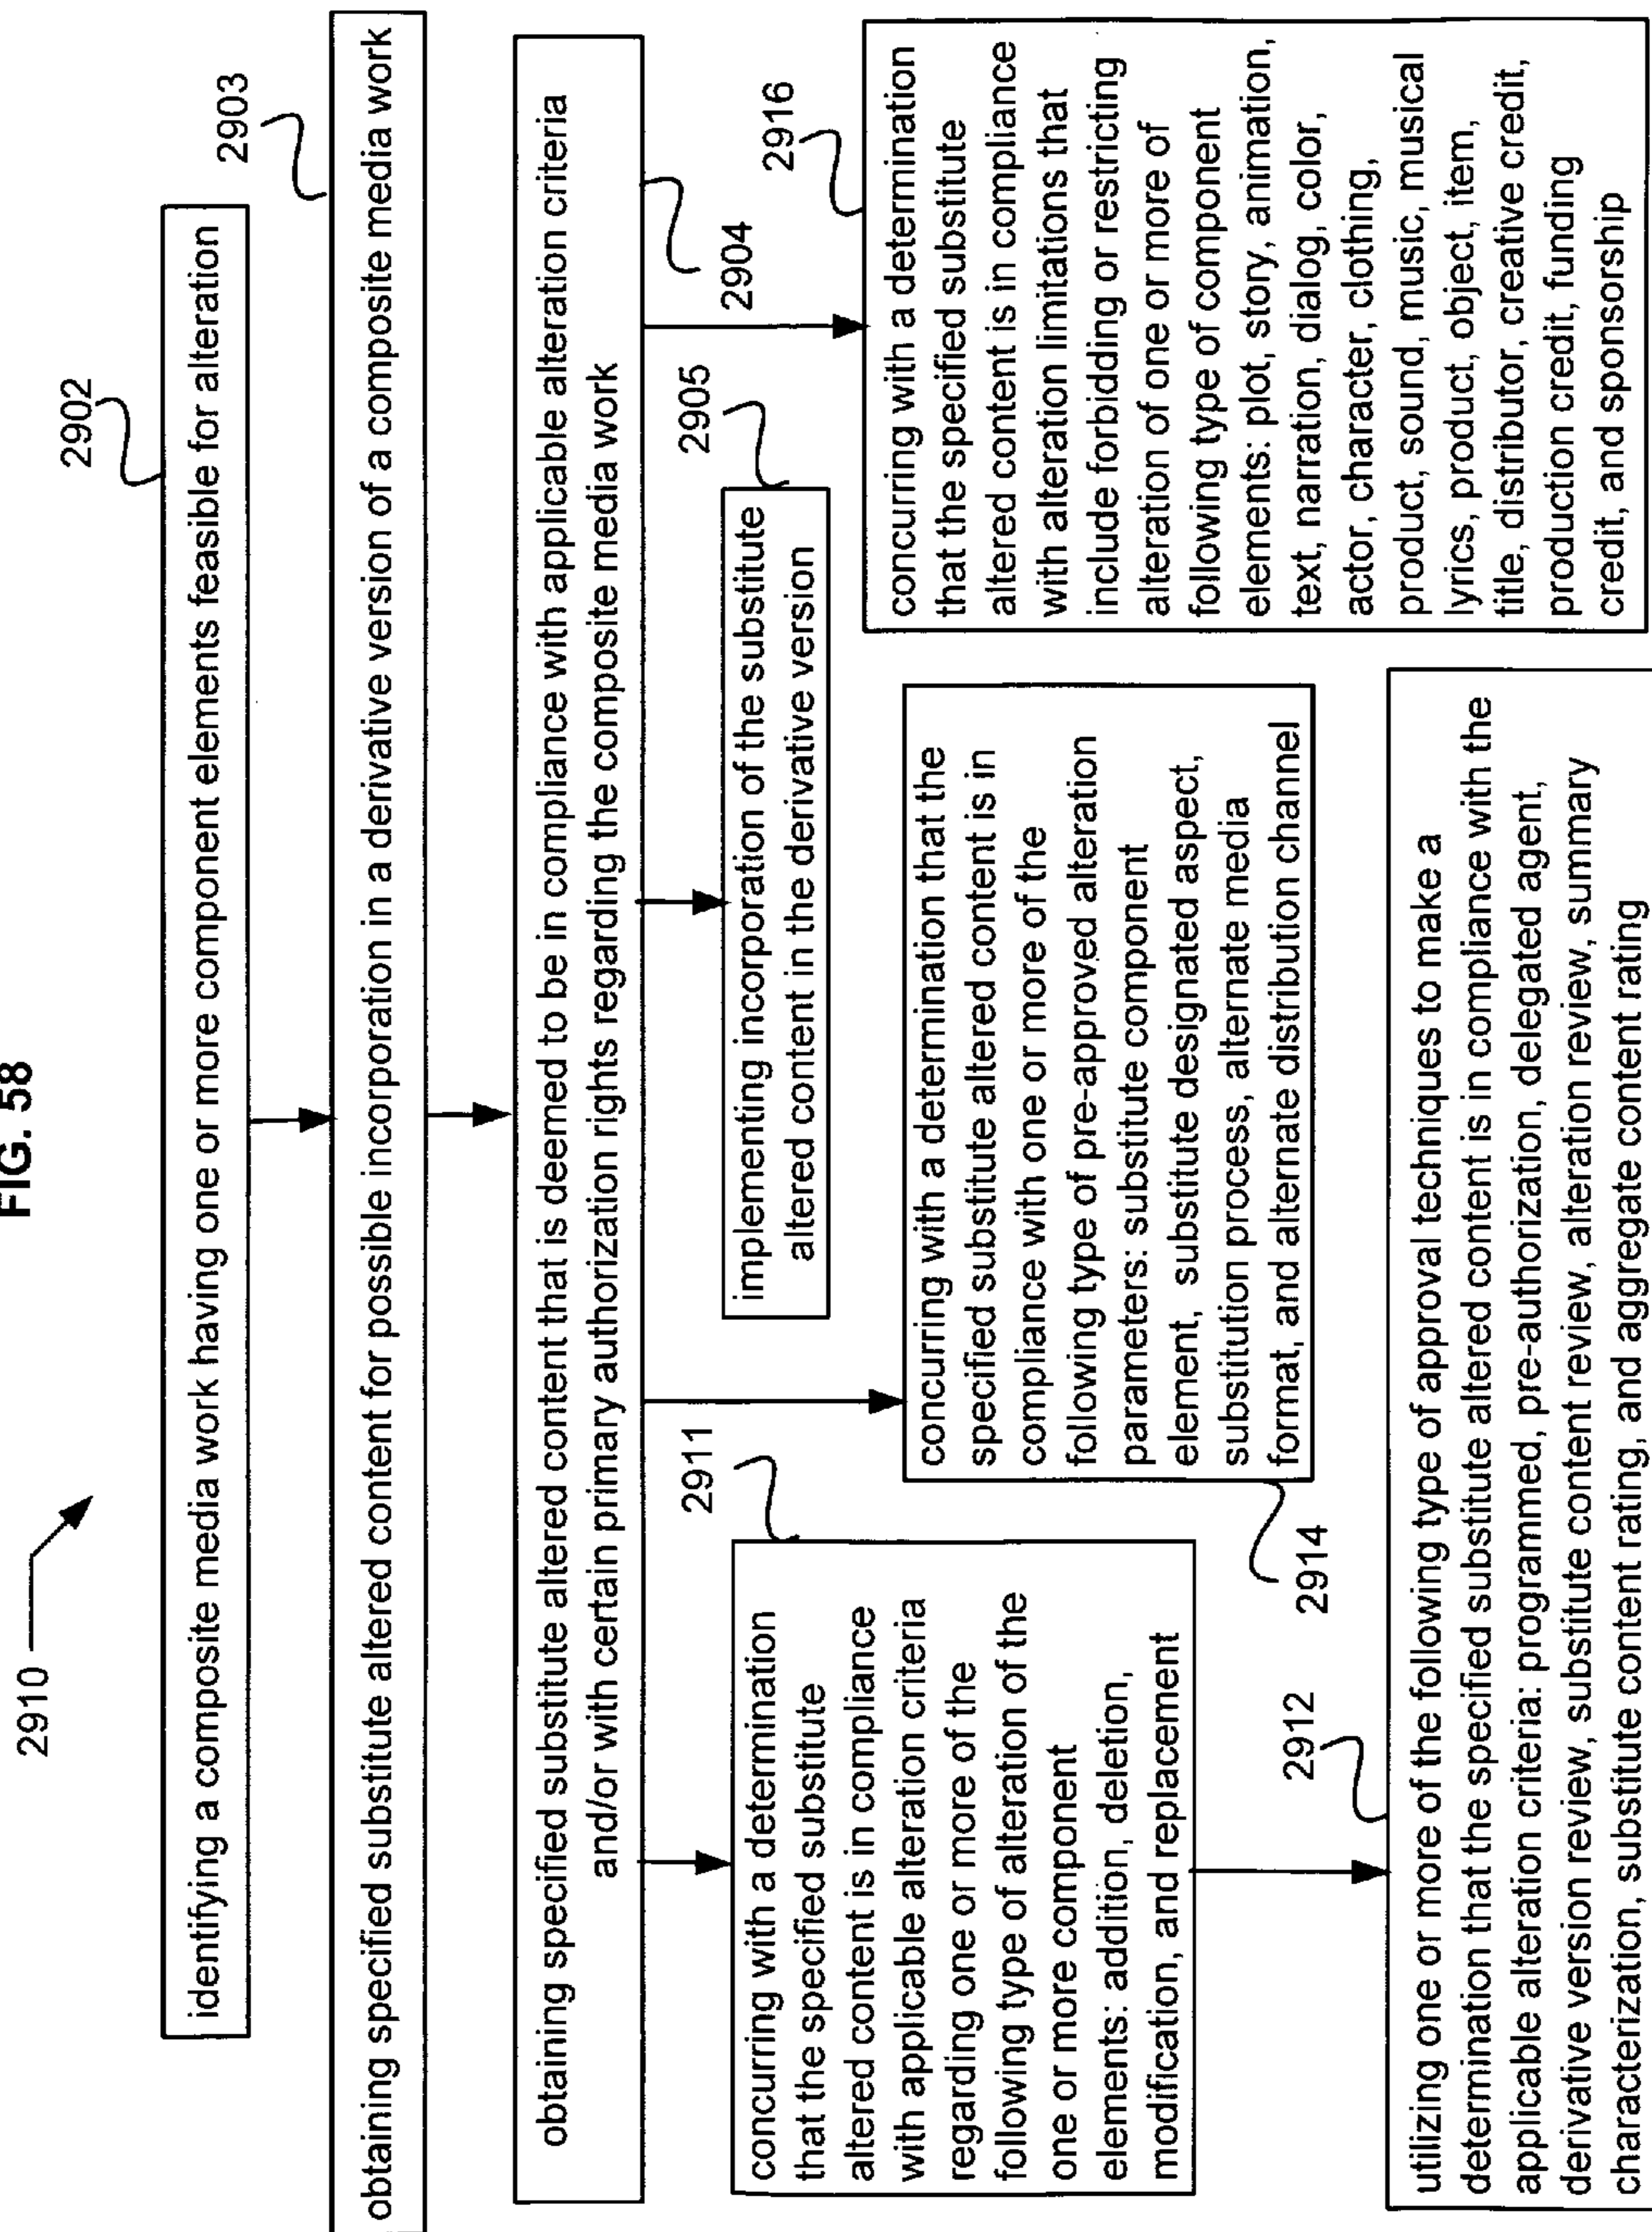 FIG. 58
2910
2902
identifying a composite media work having one or more component elements feasible for alteration
2903
obtaining specified substitute altered content for possible incorporation in a derivative version of a composite media work
obtaining specified substitute altered content that is deemed to be in compliance with applicable alteration criteria
and/or with certain primary authorization rights regarding the composite media work
2904
2911
concurring with a determination
that the specified substitute
altered content is in compliance
with applicable alteration criteria
regarding one or more of the
following type of alteration of the
one or more component
elements: addition, deletion,
modification, and replacement
2905
implementing incorporation of the substitute
altered content in the derivative version
concurring with a determination that the
specified substitute altered content is in
compliance with one or more of the
following type of pre-approved alteration
parameters: substitute component
element, substitute designated aspect,
substitution process, alternate media
format, and alternate distribution channel
2914
2916
concurring with a determination
that the specified substitute
altered content is in compliance
with alteration limitations that
include forbidding or restricting
alteration of one or more of
following type of component
elements: plot, story, animation,
text, narration, dialog, color,
actor, character, clothing,
product, sound, music, musical
lyrics, product, object, item,
title, distributor, creative credit,
production credit, funding
credit, and sponsorship
2912
utilizing one or more of the following type of approval techniques to make a
determination that the specified substitute altered content is in compliance with the
applicable alteration criteria: programmed, pre-authorization, delegated agent,
derivative version review, substitute content review, alteration review, summary
characterization, substitute content rating, and aggregate content rating